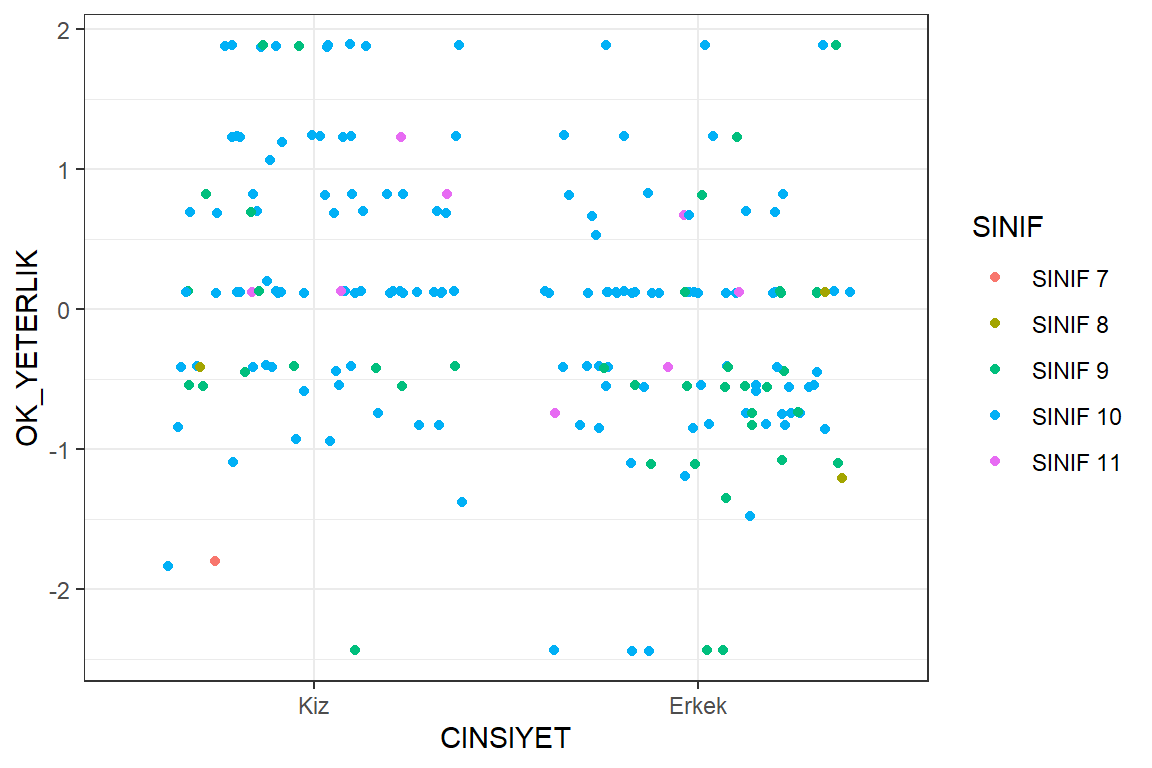 2
1
0
-1
-2
OK_YETERLIK
Kiz
Erkek
CINSIYET
SINIF
SINIF 7
SINIF 8
SINIF 9
SINIF 10
SINIF 11